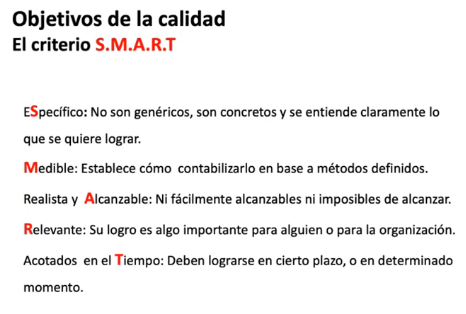 Objetivos de la calidad
El criterio S.M.A.R.T
ESpecífico: No son genéricos, son concretos y se entiende claramente lo
que se quiere lograr.
Medible: Establece cómo contabilizarlo en base a métodos definidos.
Realista y Alcanzable: Ni fácilmente alcanzables ni imposibles de alcanzar.
Relevante: Su logro es algo importante para alguien o para la organización.
Acotados en el Tiempo: Deben lograrse en cierto plazo, o en determinado
momento.